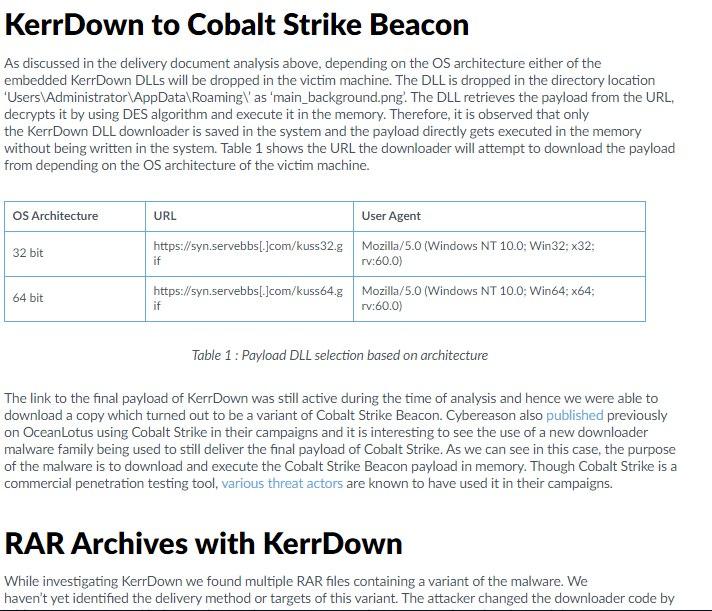 KerrDown to Cobalt Strike Beacon
As discussed in the delivery document analysis above, depending on the OS architecture either of the
embedded KerrDown DLLs will be dropped in the victim machine. The DLL is dropped in the directory location
‘Users\Administrator\AppData\Roaming\’ as ‘main_background.png’. The DLL retrieves the payload from the URL,
decrypts it by using DES algorithm and execute it in the memory. Therefore, it is observed that only
the KerrDown DLL downloader is saved in the system and the payload directly gets executed in the memory
without being written in the system. Table 1 shows the URL the downloader will attempt to download the payload
from depending on the OS architecture of the victim machine.
OS Architecture URL User Agent
32 bit
https://syn.servebbs[.]com/kuss32.g
if
Mozilla/5.0 (Windows NT 10.0; Win32; x32;
rv:60.0)
64 bit
https://syn.servebbs[.]com/kuss64.g
if
Mozilla/5.0 (Windows NT 10.0; Win64; x64;
rv:60.0)
Table 1 : Payload DLL selection based on architecture
The link to the final payload of KerrDown was still active during the time of analysis and hence we were able to
download a copy which turned out to be a variant of Cobalt Strike Beacon. Cybereason also published previously
on OceanLotus using Cobalt Strike in their campaigns and it is interesting to see the use of a new downloader
malware family being used to still deliver the final payload of Cobalt Strike. As we can see in this case, the purpose
of the malware is to download and execute the Cobalt Strike Beacon payload in memory. Though Cobalt Strike is a
commercial penetration testing tool, various threat actors are known to have used it in their campaigns.
RAR Archives with KerrDown
While investigating KerrDown we found multiple RAR files containing a variant of the malware. We
haven’t yet identified the delivery method or targets of this variant. The attacker changed the downloader code by